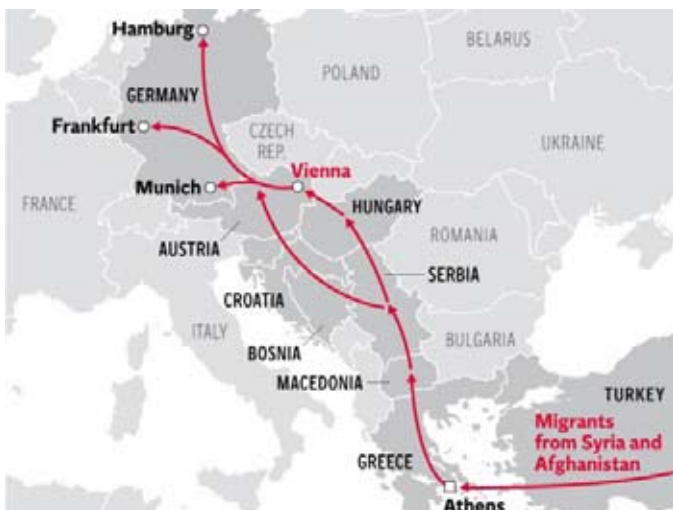 Hamburg
BELARUS
POLAND
GERMANY
Frankfurt
CZECH
REP.
UKRAINE
Vienna
Munich
FRANCE
HUNGARY
AUSTRIA
ROMANIA
SERBIA
CROATIA
ITALY
BOSNIA
BULGARIA
MACEDONIA
TURKEY
Migrants
from Syria and
Afghanistan
GREECE
Athens